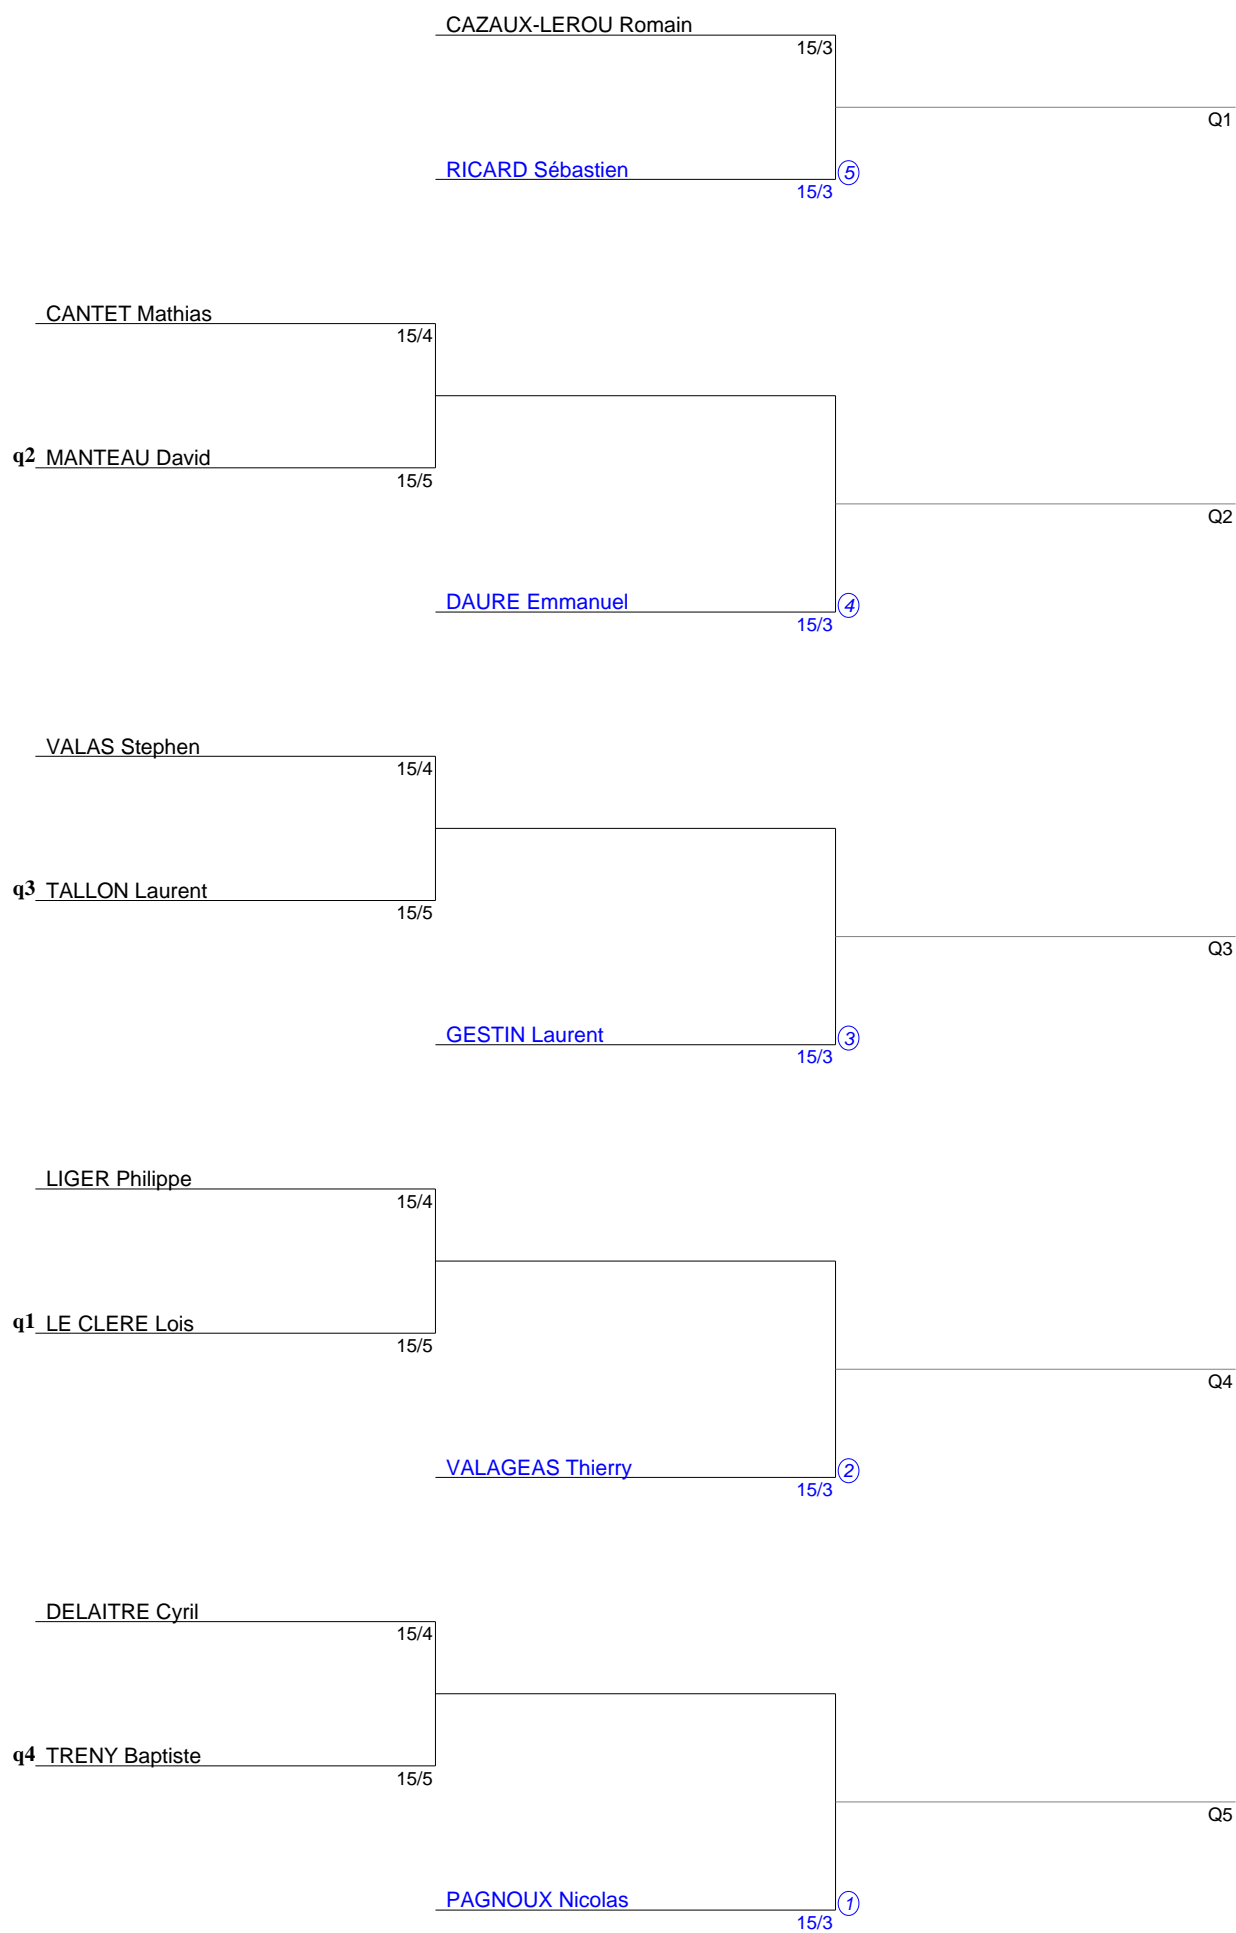 CAZAUX-LEROU Romain
15/3
Q1
RICARD Sébastien
5
15/3
CANTET Mathias
15/4
q2 MANTEAU David
15/5
Q2
DAURE Emmanuel
4
15/3
VALAS Stephen
15/4
q3 TALLON Laurent
15/5
Q3
GESTIN Laurent
3
15/3
LIGER Philippe
15/4
q1 LE CLERE Lois
15/5
Q4
VALAGEAS Thierry
2
15/3
DELAITRE Cyril
15/4
q4 TRENY Baptiste
15/5
Q5
PAGNOUX Nicolas
1
15/3